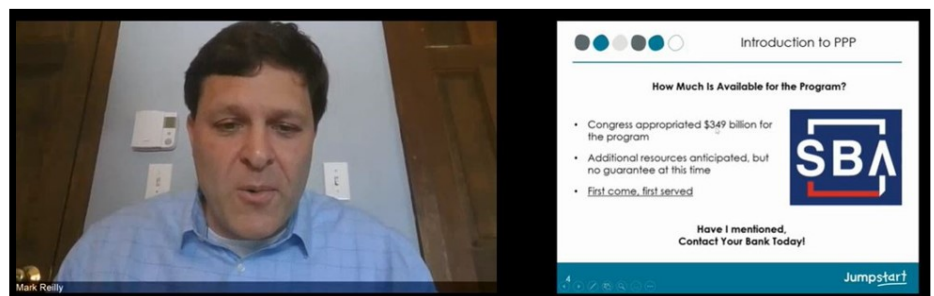 Introduction to PPP
How Much Is Available for the Program?
• Congress appropriated $349 billion for
the program
• Additional resources anticipated, but
no guarantee at this time
• First come, first served
SBA
Have I mentioned,
Contact Your Bank Today!
4
Jumpstart
Mark Reilly